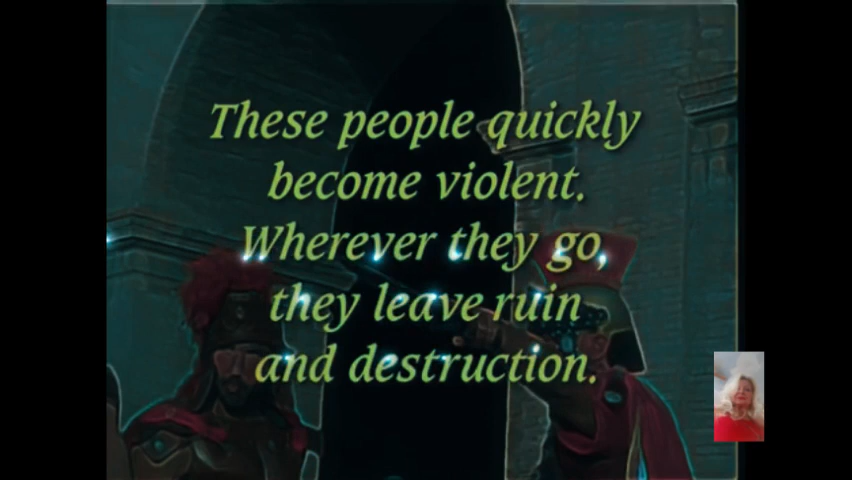 These people quickly
become violent.
Wherever they go,
they leave ruin
and destruction.